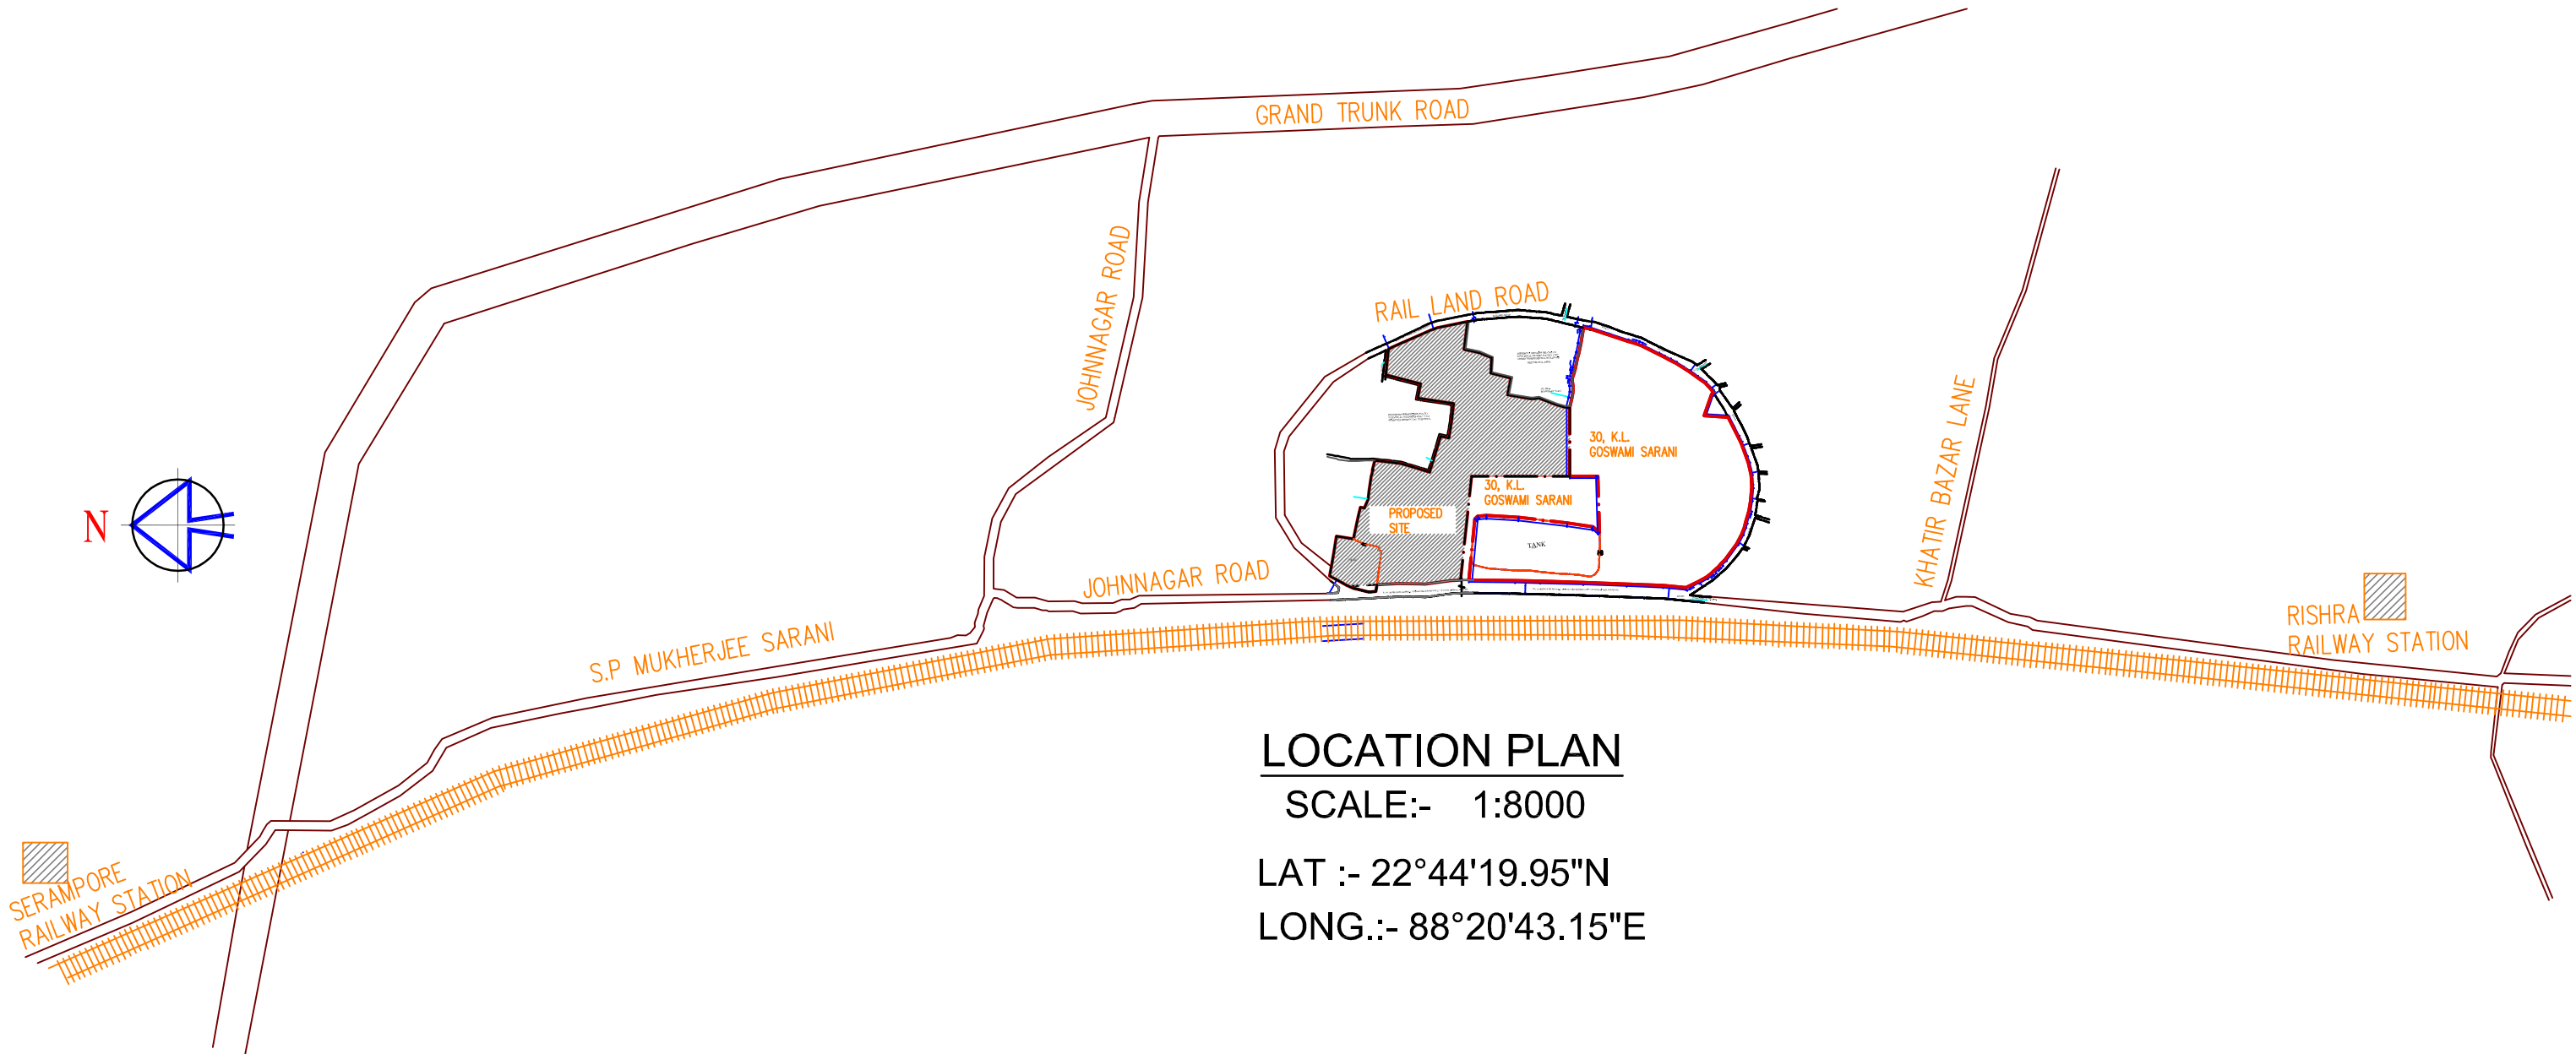 GRAND TRUNK ROAD
JOHNNAGAR ROAD
RAIL LAND ROAD
KHATIR BAZAR LANE
30, K.L.
GOSWAMI SARANI
30, K.L.
GOSWAMI SARANI
PROPOSED
SITE
TANK
N
JOHNNAGAR ROAD
S.P MUKHERJEE SARANI
RISHRA
RAILWAY STATION
SERAMPORE
RAILWAY STATION
LOCATION PLAN
SCALE:- 1:8000
LAT :- 22°44'19.95"N
LONG.:- 88°20'43.15"E